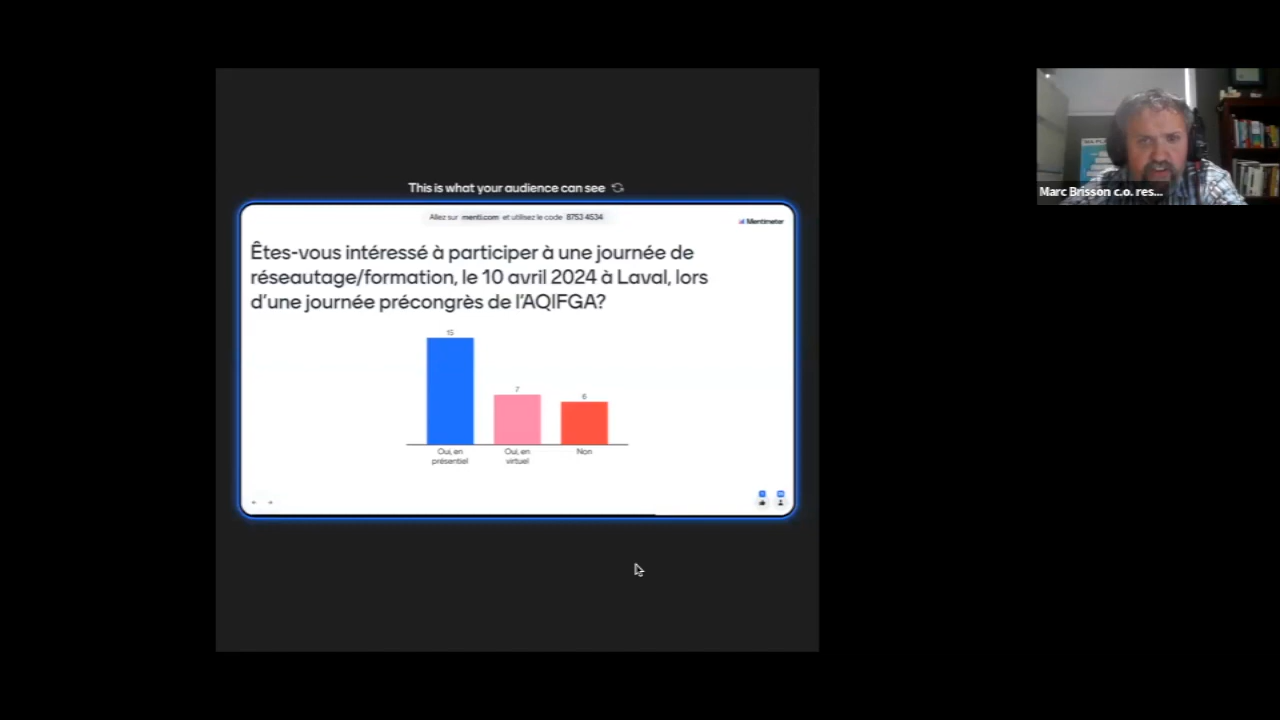 This is what your audience can see
Allez sur menti.com et utilisez le code 8753 4534
Mentimeter
Êtes-vous intéressé à participer à une journée de
réseautage/formation, le 10 avril 2024 à Laval, lors
d'une journée précongrès de l'AQIFGA?
15
7
6
Oui, en
présentiel
Oui, en
virtuel
Non
Marc Brisson c.o. res...